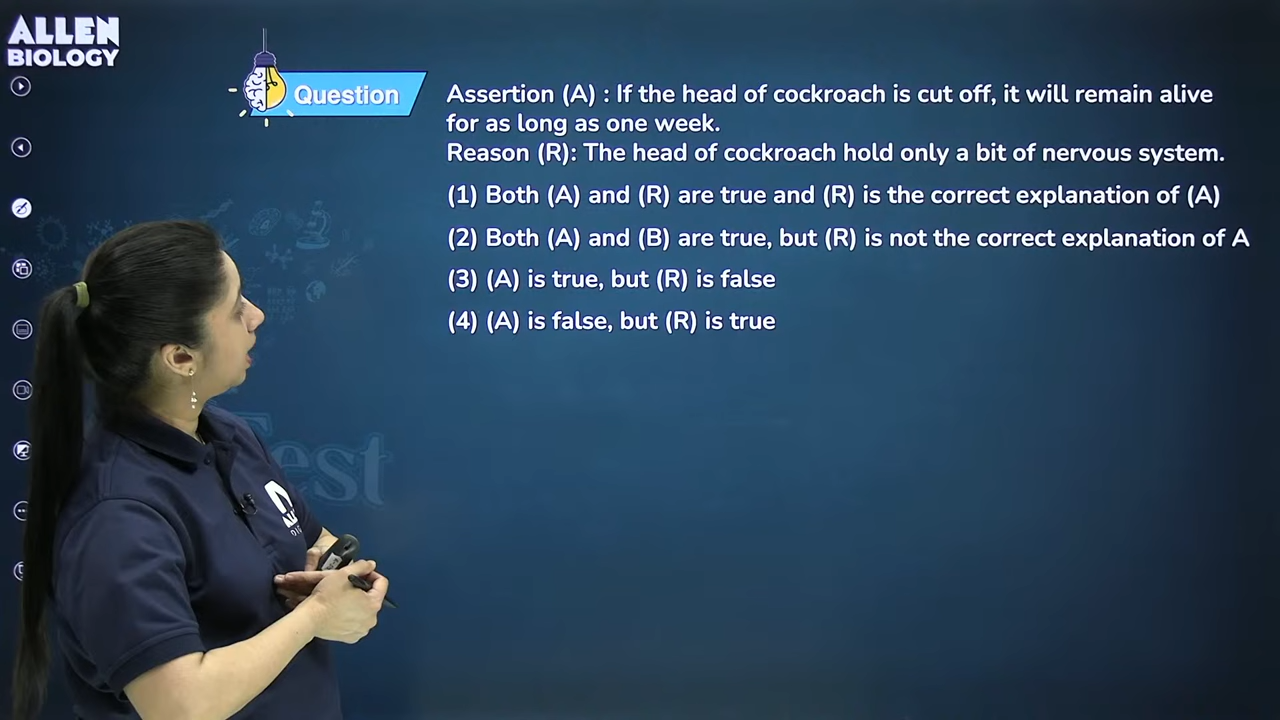 ALLEN
BIOLOGY
Question
Assertion (A) : If the head of cockroach is cut off, it will remain alive
for as long as one week.
Reason (R): The head of cockroach hold only a bit of nervous system.
(1) Both (A) and (R) are true and (R) is the correct explanation of (A)
(2) Both (A) and (B) are true, but (R) is not the correct explanation of A
(3) (A) is true, but (R) is false
(4) (A) is false, but (R) is true
est